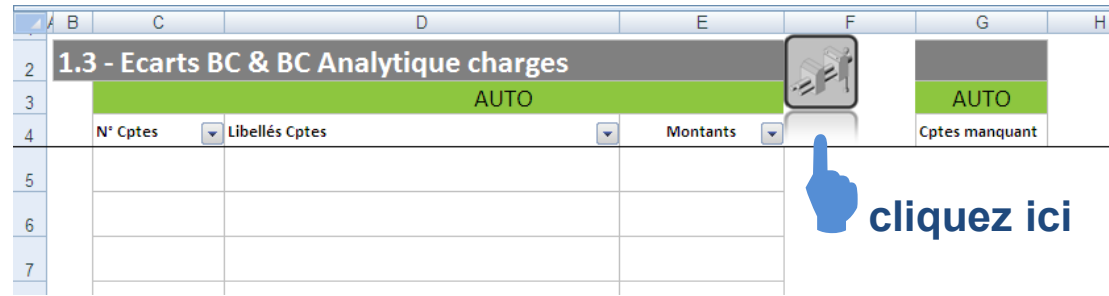 A B C D E F G H
2 1.3 - Ecarts BC & BC Analytique charges
3 AUTO AUTO
4 N° Cptes Libellés Cptes Montants Cptes manquant
5
6 cliquez ici
7